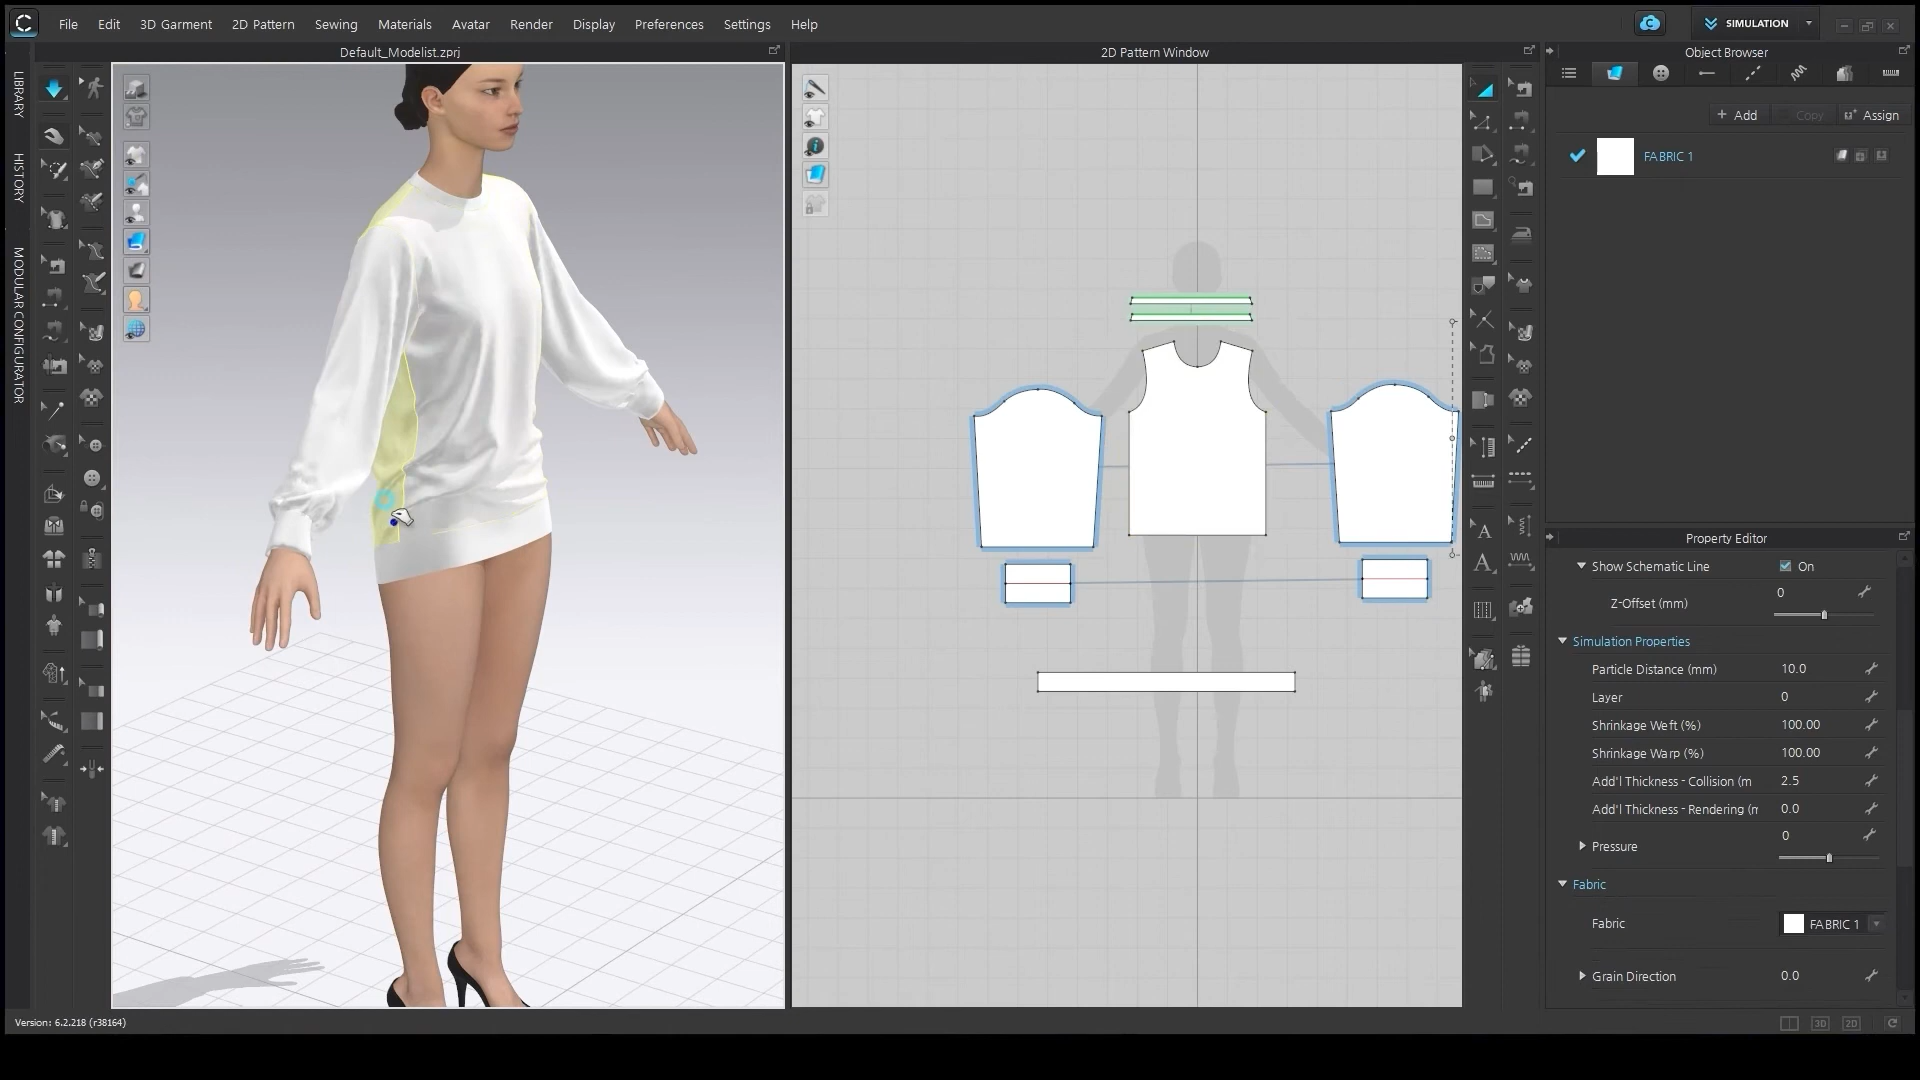 File Edit 3D Garment 2D Pattern Sewing Materials Avatar Render Display Preferences Settings Help
SIMULATION
Default_Modelist.zprj
2D Pattern Window
Object Browser
LIBRARY
HISTORY
MODULAR CONFIGURATOR
+ Add Copy Assign
FABRIC 1
Property Editor
Show Schematic Line On
Z-Offset (mm) 0
Simulation Properties
Particle Distance (mm) 10.0
Layer 0
Shrinkage Weft (%) 100.00
Shrinkage Warp (%) 100.00
Add'l Thickness - Collision (m 2.5
Add'l Thickness - Rendering (r 0.0
Pressure 0
Fabric
Fabric FABRIC 1
Grain Direction 0.0
Version: 6.2.218 (r38164)
3D 2D